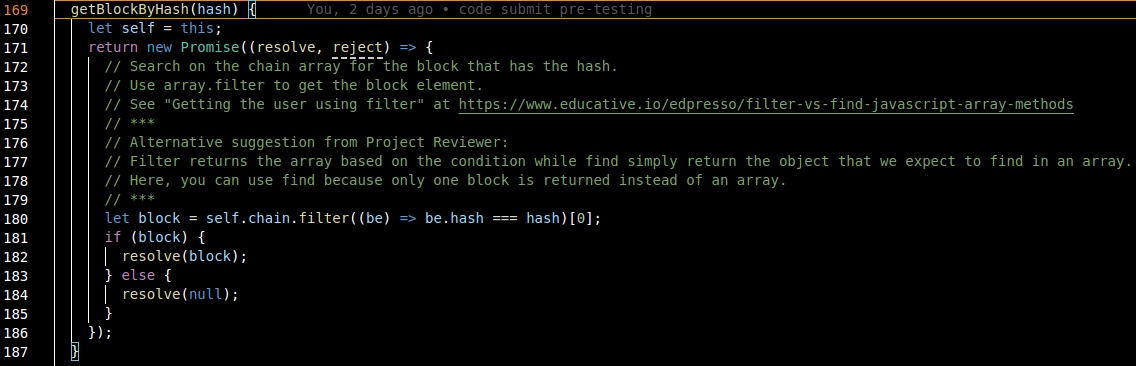 169 getBlockByHash(hash) { You, 2 days ago • code submit pre-testing
170 let self = this;
171 return new Promise((resolve, reject) => {
172 // Search on the chain array for the block that has the hash.
173 // Use array.filter to get the block element.
174 // See "Getting the user using filter" at https://www.educative.io/edpresso/filter-vs-find-javascript-array-methods
175 // ***
176 // Alternative suggestion from Project Reviewer:
177 // Filter returns the array based on the condition while find simply return the object that we expect to find in an array.
178 // Here, you can use find because only one block is returned instead of an array.
179 // ***
180 let block = self.chain.filter((be) => be.hash === hash)[0];
181 if (block) {
182 resolve(block);
183 } else {
184 resolve(null);
185 }
186 });
187 }